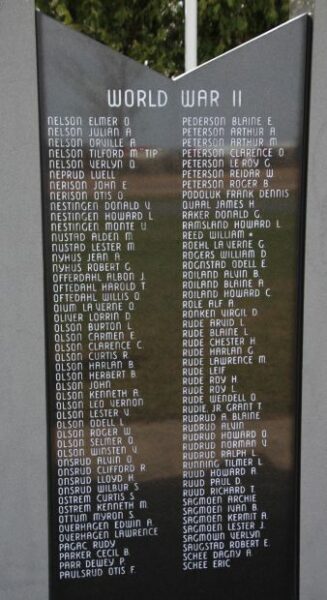 WORLD WAR II
NELSON ELMER O.
NELSON JULIAN A.
NELSON ORVILLE A.
NELSON TILFORD M. TIP
NELSON VERLYN O.
NEPRUD LUELL
NERISON JOHN E.
NERISON OTIS O.
NESTINGEN DONALD V.
NESTINGEN HOWARD L.
NESTINGEN MONTE U.
NUSTAD ALDEN M.
NUSTAD LESTER M.
NYHUS JEAN A.
NYHUS ROBERT G.
OFFERDAHL ALBON J.
OFTEDAHL HAROLD T.
OFTEDAHL WILLIS O.
OIUM LA VERNE O.
OLIVER LORRIN D.
OLSON BURTON L.
OLSON CARMEN E.
OLSON CLARENCE C.
OLSON CURTIS R.
OLSON HARLAN B.
OLSON HERBERT B.
OLSON JOHN
OLSON KENNETH A.
OLSON LEO VERNON
OLSON LESTER V.
OLSON ODELL L.
OLSON ROGER W.
OLSON SELMER O.
OLSON WINSTEN V.
ONSRUD ALVIN O.
ONSRUD CLIFFORD R.
ONSRUD LLOYD H.
ONSRUD WILBUR S.
OSTREM CURTIS S.
OSTREM KENNETH M.
OTTUM MYRON S.
OVERHAGEN EDWIN A.
OVERHAGEN LAWRENCE
PAGAC RUDY
PARKER CECIL B.
PARR DEWEY P.
PAULSRUD OTIS F.
PEDERSON BLAINE E.
PETERSON ARTHUR A.
PETERSON ARTHUR M.
PETERSON CLARENCE O.
PETERSON LE ROY G.
PETERSON REIDAR W.
PETERSON ROGER B.
PODOLUK FRANK DENNIS
QUAAL JAMES H.
RAKER DONALD G.
RAMSLAND HOWARD L.
REED WILLIAM *
ROEHL LA VERNE G.
ROGERS WILLIAM D.
ROGNSTAD ODELL E.
ROILAND ALVIN B.
ROILAND BLAINE A.
ROILAND HOWARD C.
ROLE ALF A.
RONKEN VIRGIL D.
RUDE ARVID L.
RUDE BLAINE L.
RUDE CHESTER H.
RUDE HARLAN G.
RUDE LAWRENCE M.
RUDE LEIF
RUDE ROY H.
RUDE ROY L.
RUDE WENDELL O.
RUDIE, JR. GRANT T.
RUDRUD A. BLAINE
RUDRUD ALVIN
RUDRUD HOWARD O.
RUDRUD NORMAN V.
RUDRUD RALPH L.
RUNNING TILMER L.
RUUD HOWARD A.
RUUD PAUL D.
RUUD RICHARD T.
SAGMOEN ARCHIE
SAGMOEN IVAN B.
SAGMOEN KERMIT A.
SAGMOEN LESTER J.
SAGMOWN VERLYN
SAUGSTAD ROBERT E.
SCHEE DAGNY A.
SCHEE ERIC